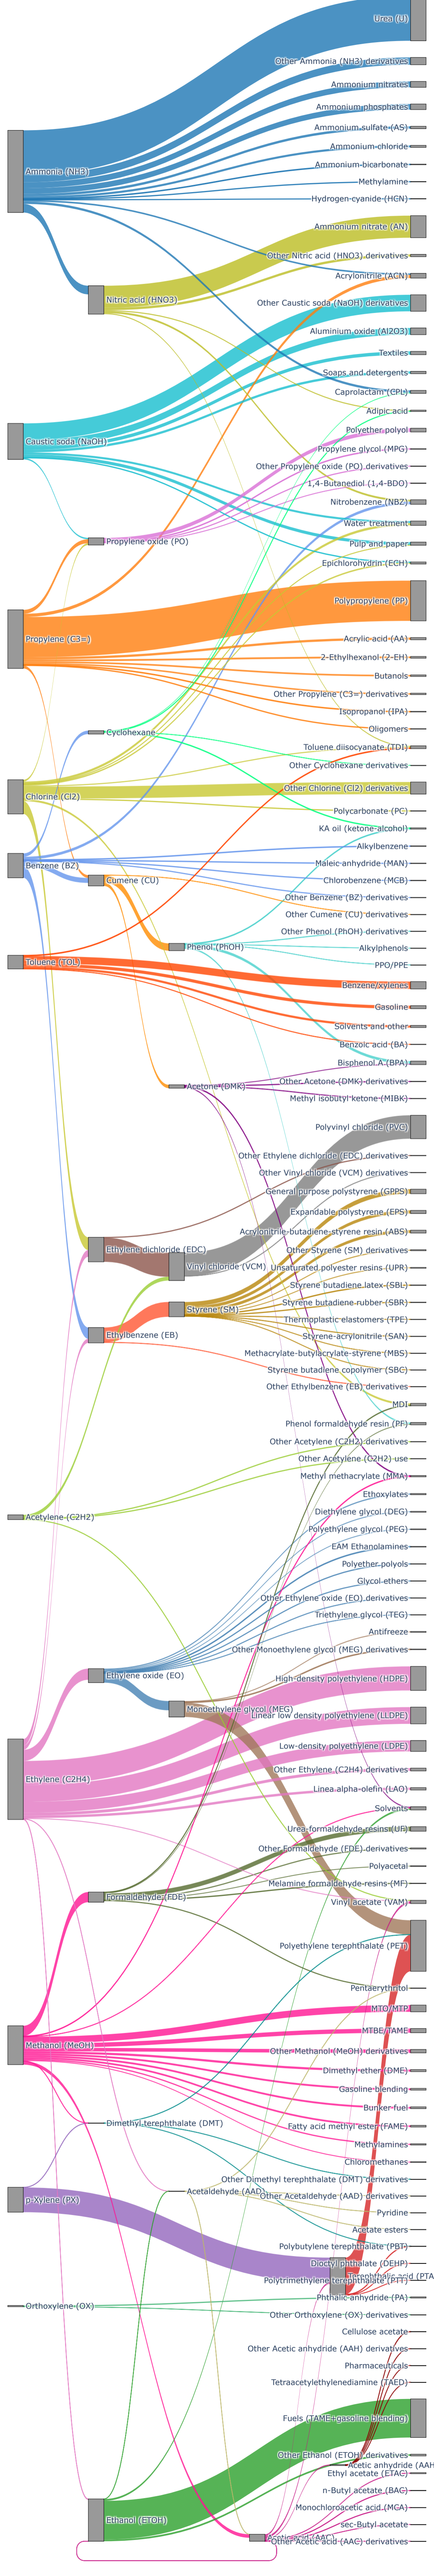 Urea (U)
Other Ammonia (NH3) derivatives
Ammonium nitrates
Ammonium phosphates
Ammonium sulfate (AS)
Ammonium chloride
Ammonium bicarbonate
Ammonia (NH3)
Methylamine
Hydrogen cyanide (HCN)
Ammonium nitrate (AN)
Other Nitric acid (HNO3) derivatives
Acrylonitrile (ACN)
Nitric acid (HNO3)
Other Caustic soda (NaOH) derivatives
Aluminium oxide (Al2O3)
Textiles
Soaps and detergents
Caprolactam (CPL)
Adipic acid
Polyether polyol
Caustic soda (NaOH)
Propylene glycol (MPG)
Other Propylene oxide (PO) derivatives
1,4-Butanediol (1,4-BDO)
Nitrobenzene (NBZ)
Water treatment
Propylene oxide (PO)
Pulp and paper
Epichlorohydrin (ECH)
Polypropylene (PP)
Propylene (C3=)
Acrylic acid (AA)
2-Ethylhexanol (2-EH)
Butanols
Other Propylene (C3=) derivatives
Isopropanol (IPA)
Oligomers
Cyclohexane
Toluene diisocyanate (TDI)
Other Cyclohexane derivatives
Other Chlorine (Cl2) derivatives
Chlorine (Cl2)
Polycarbonate (PC)
KA oil (ketone-alcohol)
Alkylbenzene
Benzene (BZ)
Maleic anhydride (MAN)
Cumene (CU)
Chlorobenzene (MCB)
Other Benzene (BZ) derivatives
Other Cumene (CU) derivatives
Other Phenol (PhOH) derivatives
Phenol (PhOH)
Alkylphenols
Toluene (TOL)
PPO/PPE
Benzene/xylenes
Gasoline
Solvents and other
Benzoic acid (BA)
Bisphenol A (BPA)
Other Acetone (DMK) derivatives
Acetone (DMK)
Methyl isobutyl ketone (MIBK)
Polyvinyl chloride (PVC)
Other Ethylene dichloride (EDC) derivatives
Other Vinyl chloride (VCM) derivatives
General purpose polystyrene (GPPS)
Expandable polystyrene (EPS)
Acrylonitrile-butadiene-styrene resin (ABS)
Ethylene dichloride (EDC)
Other Styrene (SM) derivatives
Vinyl chloride (VCM)
Unsaturated polyester resins (UPR)
Styrene butadiene latex (SBL)
Styrene butadiene rubber (SBR)
Styrene (SM)
Thermoplastic elastomers (TPE)
Ethylbenzene (EB)
Styrene-acrylonitrile (SAN)
Methacrylate-butylacrylate-styrene (MBS)
Styrene butadiene copolymer (SBC)
Other Ethylbenzene (EB) derivatives
MDI
Phenol formaldehyde resin (PF)
Other Acetylene (C2H2) derivatives
Other Acetylene (C2H2) use
Methyl methacrylate (MMA)
Ethoxylates
Diethylene glycol (DEG)
Acetylene (C2H2)
Polyethylene glycol (PEG)
EAM Ethanolamines
Polyether polyols
Glycol ethers
Other Ethylene oxide (EO) derivatives
Triethylene glycol (TEG)
Antifreeze
Other Monoethylene glycol (MEG) derivatives
Ethylene oxide (EO)
High-density polyethylene (HDPE)
Monoethylene glycol (MEG)
Linear low density polyethylene (LLDPE)
Low-density polyethylene (LDPE)
Other Ethylene (C2H4) derivatives
Ethylene (C2H4)
Linea alpha-olefin (LAO)
Solvents
Urea-formaldehyde resins (UF)
Other Formaldehyde (FDE) derivatives
Polyacetal
Melamine formaldehyde resins (MF)
Formaldehyde (FDE)
Vinyl acetate (VAM)
Polyethylene terephthalate (PET)
Pentaerythritol
MTO/MTP
MTBE/TAME
Methanol (MeOH)
Other Methanol (MeOH) derivatives
Dimethyl ether (DME)
Gasoline blending
Bunker fuel
Dimethyl terephthalate (DMT)
Fatty acid methyl ester (FAME)
Methylamines
Chloromethanes
Other Dimethyl terephthalate (DMT) derivatives
Acetaldehyde (AAD)
Other Acetaldehyde (AAD) derivatives
p-Xylene (PX)
Pyridine
Acetate esters
Polybutylene terephthalate (PBT)
Dioctyl phthalate (DEHP)
Terephthalic acid (PTA
Polytrimethylene terephthalate (PTT)
Phthalic anhydride (PA)
Orthoxylene (OX)
Other Orthoxylene (OX) derivatives
Cellulose acetate
Other Acetic anhydride (AAH) derivatives
Pharmaceuticals
Tetraacetylethylenediamine (TAED)
Fuels (TAME+gasoline blending)
Other Ethanol (ETOH) derivatives
Acetic anhydride (AAH
Ethyl acetate (ETAC)
n-Butyl acetate (BAC)
Monochloroacetic acid (MCA)
Ethanol (ETOH)
sec-Butyl acetate
Acetic acid (AAC)
Other Acetic acid (AAC) derivatives